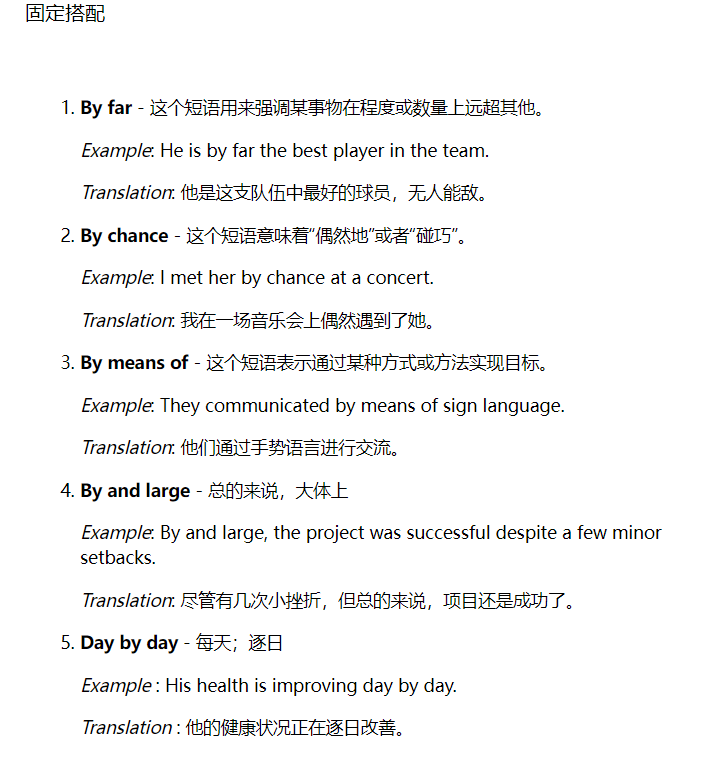 固定搭配
1. By far - 这个短语用来强调某事物在程度或数量上远超其他。
Example: He is by far the best player in the team.
Translation: 他是这支队伍中最好的球员，无人能敌。
2. By chance - 这个短语意味着“偶然地”或者“碰巧”。
Example: I met her by chance at a concert.
Translation: 我在一场音乐会上偶然遇到了她。
3. By means of - 这个短语表示通过某种方式或方法实现目标。
Example: They communicated by means of sign language.
Translation: 他们通过手势语言进行交流。
4. By and large - 总的来说，大体上
Example: By and large, the project was successful despite a few minor
setbacks.
Translation: 尽管有几次小挫折，但总的来说，项目还是成功了。
5. Day by day - 每天；逐日
Example : His health is improving day by day.
Translation : 他的健康状况正在逐日改善。